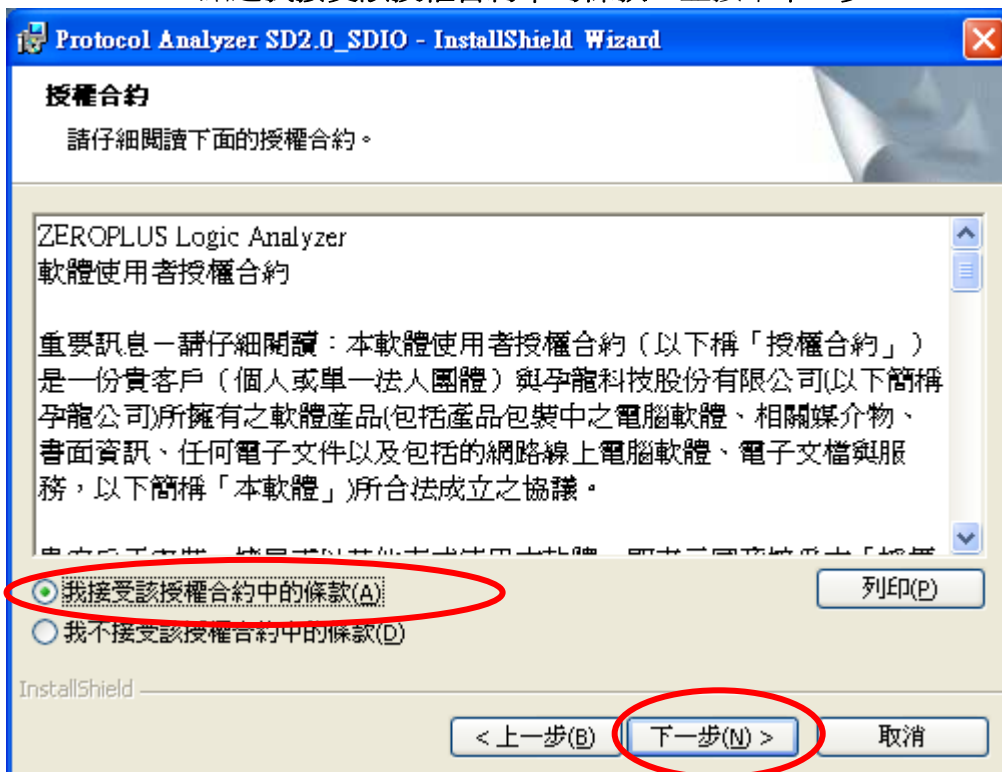 Protocol Analyzer SD2.0_SDIO - InstallShield Wizard
授權合約
請仔細閱讀下面的授權合約。
ZEROPLUS Logic Analyzer
軟體使用者授權合約
重要訊息－請仔細閱讀：本軟體使用者授權合約（以下稱「授權合約」）
是一份貴客戶（個人或單一法人團體）與孕龍科技股份有限公司(以下簡稱
孕龍公司)所擁有之軟體產品(包括產品包裝中之電腦軟體、相關媒介物、
書面資訊、任何電子文件以及包括的網路線上電腦軟體、電子文檔與服
務，以下簡稱「本軟體」)所合法成立之協議。
我接受該授權合約中的條款(A)
列印(P)
我不接受該授權合約中的條款(D)
InstallShield
< 上一步(B)
下一步(N) >
取消